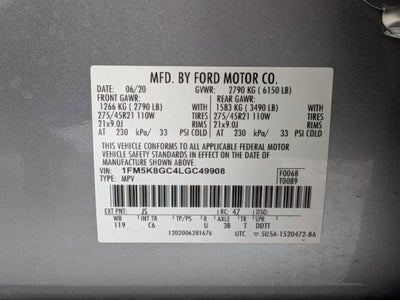 MFD. BY FORD MOTOR CO.
DATE: 06/20 GVWR: 2790 KG ( 6150 LB)
FRONT GAWR: REAR GAWR:
1266 KG ( 2790 LB) WITH 1583 KG ( 3490 LB) WITH
275/45R21 110W TIRES 275/45R21 110W TIRES
21x9.0J RIMS 21x9.0J RIMS
AT 230 kPa/ 33 PSI COLD AT 230 kPa/ 33 PSI COLD
THIS VEHICLE CONFORMS TO ALL APPLICABLE FEDERAL MOTOR
VEHICLE SAFETY STANDARDS IN EFFECT ON THE DATE OF
MANUFACTURE SHOWN ABOVE.
VIN: 1FM5K8GC4LGC49908 F0068
TYPE: MPV T0089
EXT PNT: JS RC: 47 DSO:
WB INT TR TP/PS R AXLE TR SPR
119 C6 U 38 T DDTT
1202006201676 UTC 5U5A-1520472-BA